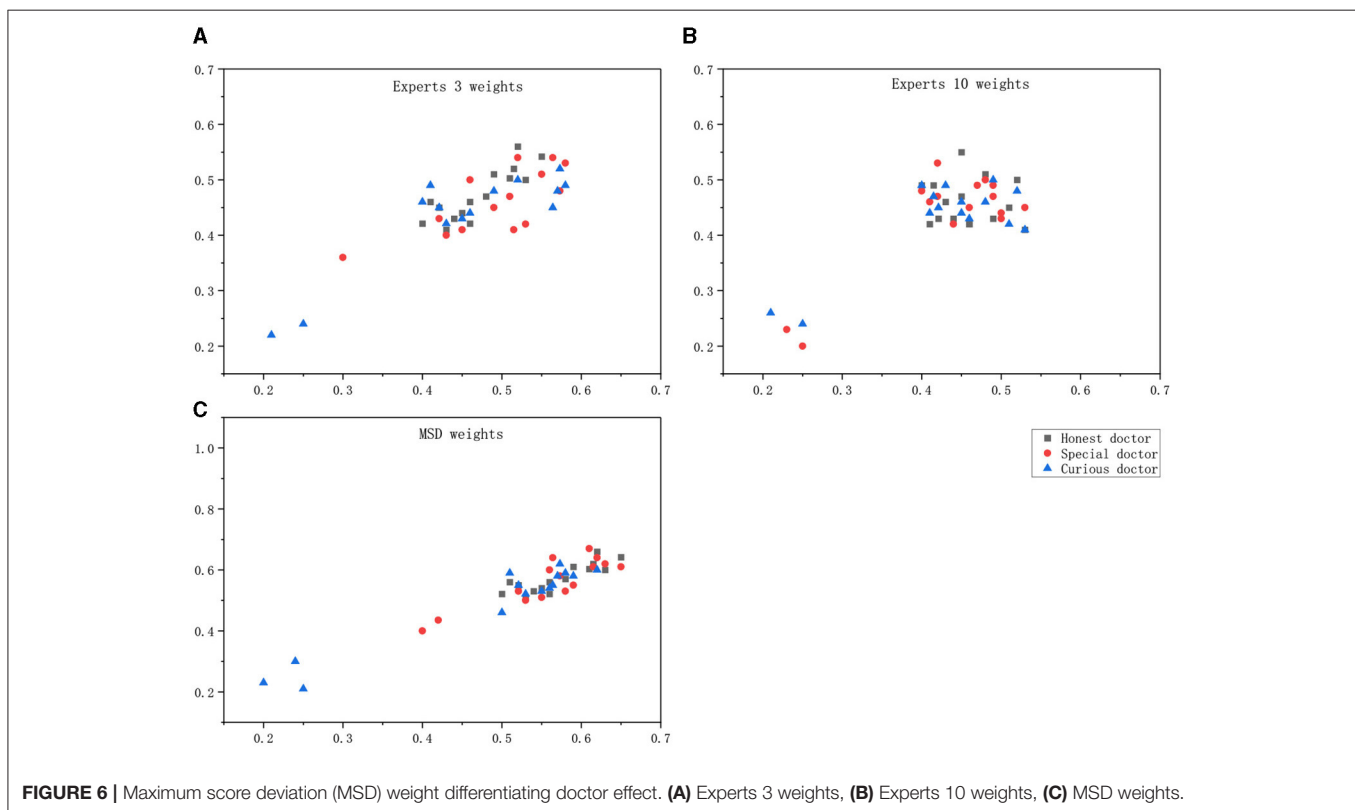 A
Experts 3 weights
0.7
0.6
0.5
0.4
0.3
0.2
0.2 0.3 0.4 0.5 0.6 0.7
B
Experts 10 weights
0.7
0.6
0.5
0.4
0.3
0.2
0.2 0.3 0.4 0.5 0.6 0.7
C
MSD weights
1.0
0.8
0.6
0.4
0.2
0.2 0.3 0.4 0.5 0.6 0.7
Honest doctor
Special doctor
Curious doctor
FIGURE 6 | Maximum score deviation (MSD) weight differentiating doctor effect. (A) Experts 3 weights, (B) Experts 10 weights, (C) MSD weights.